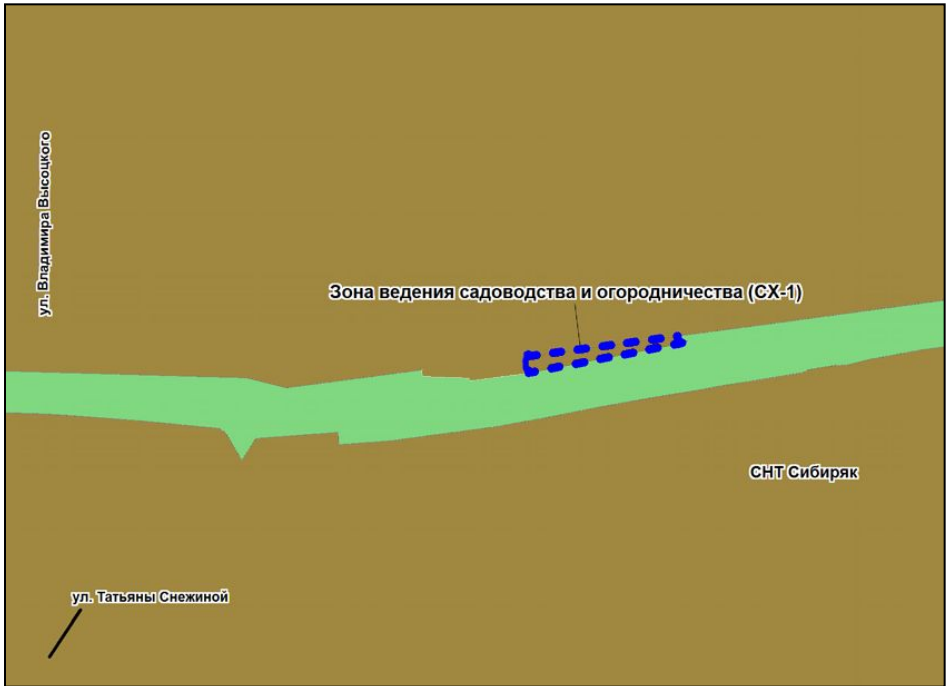 ул. Владимира Высоцкого
Зона ведения садоводства и огородничества (СХ-1)
СНТ Сибиряк
ул. Татьяны Снежиной